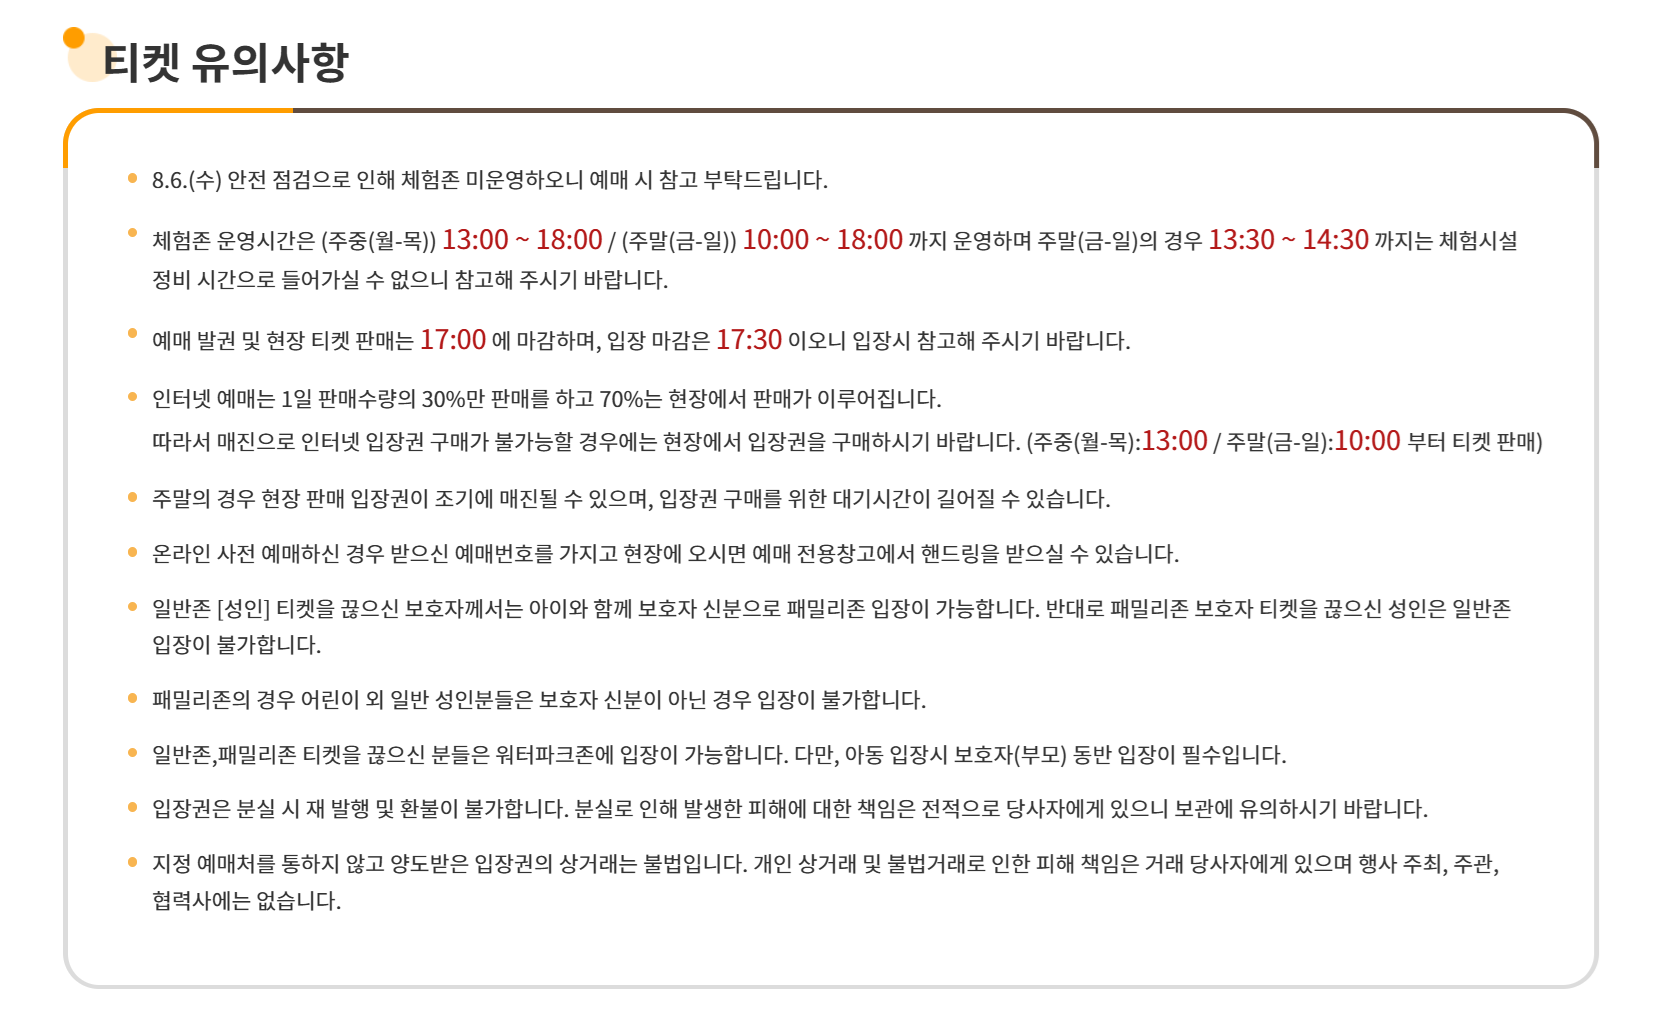 티켓 유의사항
8.6.(수) 안전 점검으로 인해 체험존 미운영하오니 예매 시 참고 부탁드립니다.
체험존 운영시간은 (주중(월-목)) 13:00 ~ 18:00 / (주말(금-일)) 10:00 ~ 18:00 까지 운영하며 주말(금-일)의 경우 13:30 ~ 14:30 까지는 체험시설
정비 시간으로 들어가실 수 없으니 참고해 주시기 바랍니다.
예매 발권 및 현장 티켓 판매는 17:00 에 마감하며, 입장 마감은 17:30 이오니 입장시 참고해 주시기 바랍니다.
인터넷 예매는 1일 판매수량의 30%만 판매를 하고 70%는 현장에서 판매가 이루어집니다.
따라서 매진으로 인터넷 입장권 구매가 불가능할 경우에는 현장에서 입장권을 구매하시기 바랍니다. (주중(월-목):13:00 / 주말(금-일):10:00 부터 티켓 판매)
주말의 경우 현장 판매 입장권이 조기에 매진될 수 있으며, 입장권 구매를 위한 대기시간이 길어질 수 있습니다.
온라인 사전 예매하신 경우 받으신 예매번호를 가지고 현장에 오시면 예매 전용창고에서 핸드링을 받으실 수 있습니다.
일반존 [성인] 티켓을 끊으신 보호자께서는 아이와 함께 보호자 신분으로 패밀리존 입장이 가능합니다. 반대로 패밀리존 보호자 티켓을 끊으신 성인은 일반존
입장이 불가합니다.
패밀리존의 경우 어린이 외 일반 성인분들은 보호자 신분이 아닌 경우 입장이 불가합니다.
일반존,패밀리존 티켓을 끊으신 분들은 워터파크존에 입장이 가능합니다. 다만, 아동 입장시 보호자(부모) 동반 입장이 필수입니다.
입장권은 분실 시 재 발행 및 환불이 불가합니다. 분실로 인해 발생한 피해에 대한 책임은 전적으로 당사자에게 있으니 보관에 유의하시기 바랍니다.
지정 예매처를 통하지 않고 양도받은 입장권의 상거래는 불법입니다. 개인 상거래 및 불법거래로 인한 피해 책임은 거래 당사자에게 있으며 행사 주최, 주관,
협력사에는 없습니다.